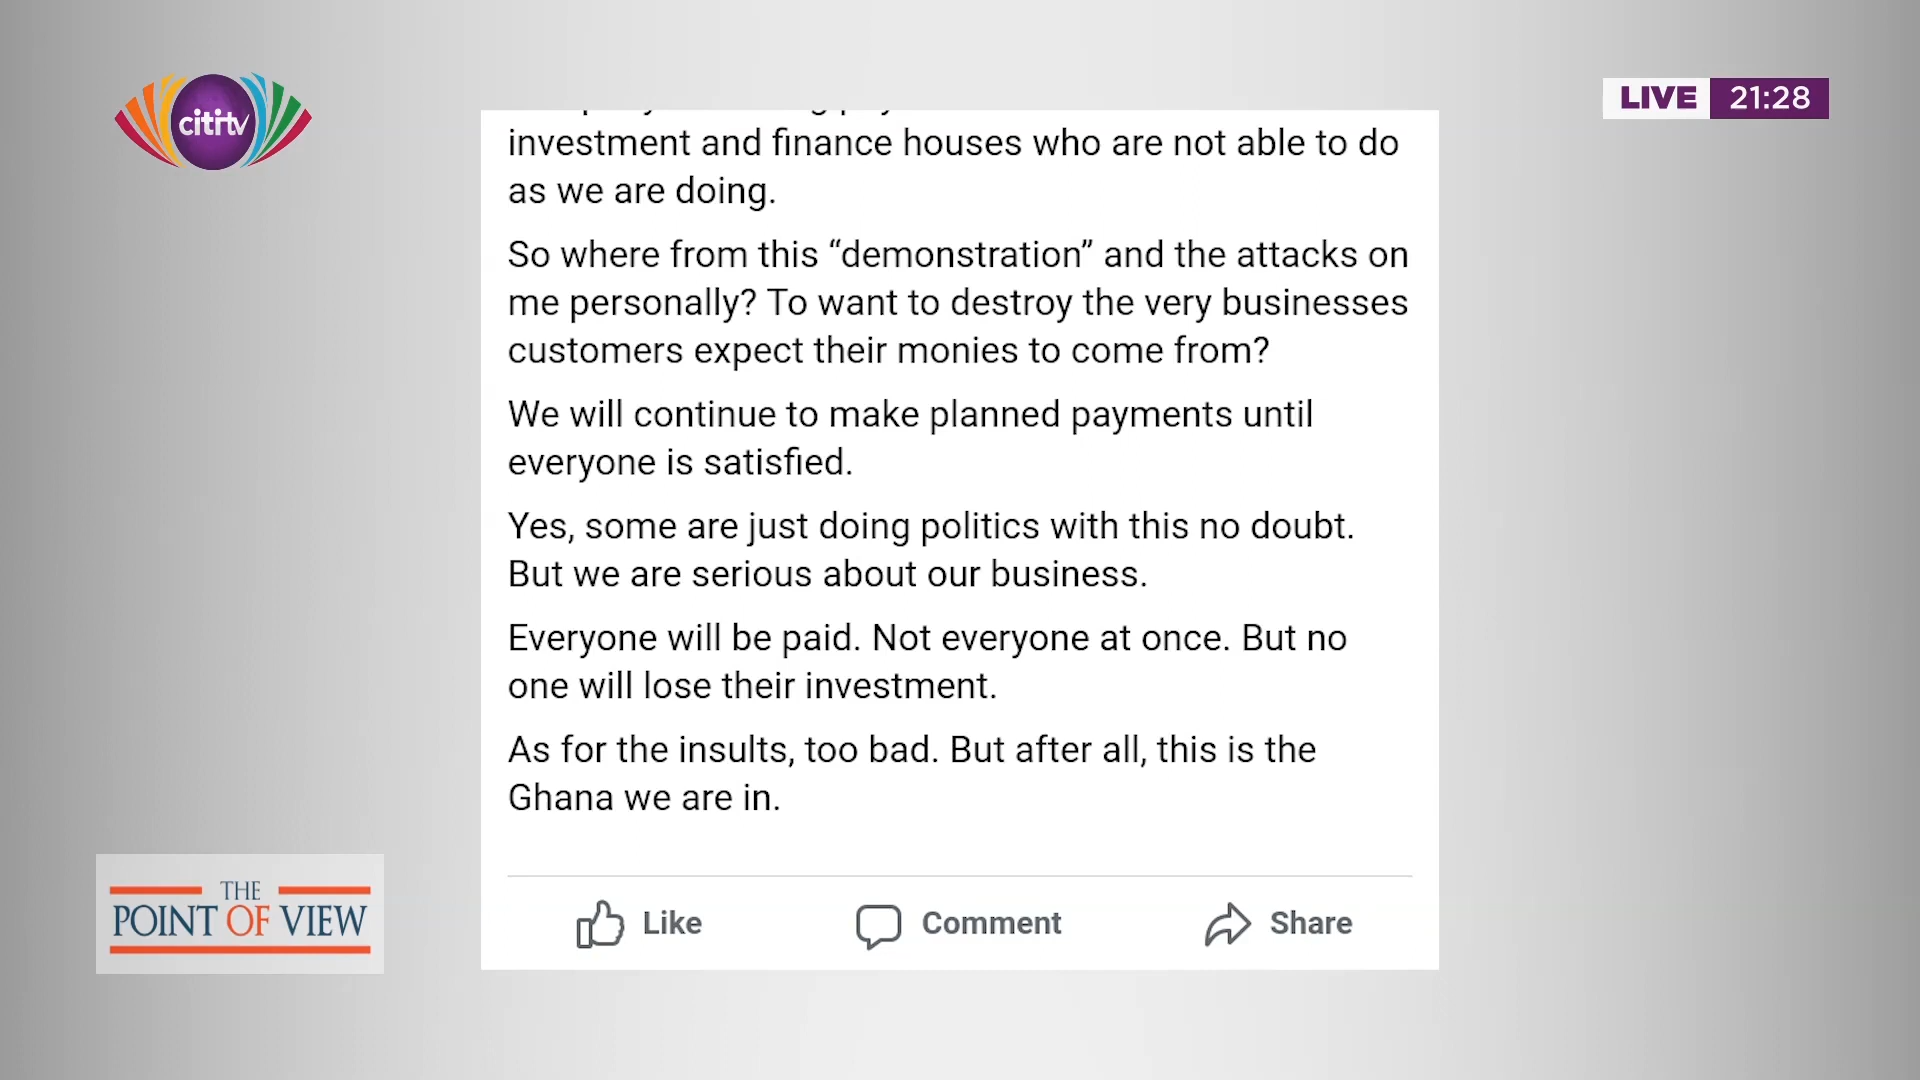 cititv
LIVE 21:28
investment and finance houses who are not able to do
as we are doing.
So where from this “demonstration” and the attacks on
me personally? To want to destroy the very businesses
customers expect their monies to come from?
We will continue to make planned payments until
everyone is satisfied.
Yes, some are just doing politics with this no doubt.
But we are serious about our business.
Everyone will be paid. Not everyone at once. But no
one will lose their investment.
As for the insults, too bad. But after all, this is the
Ghana we are in.
THE
POINT OF VIEW
Like Comment Share